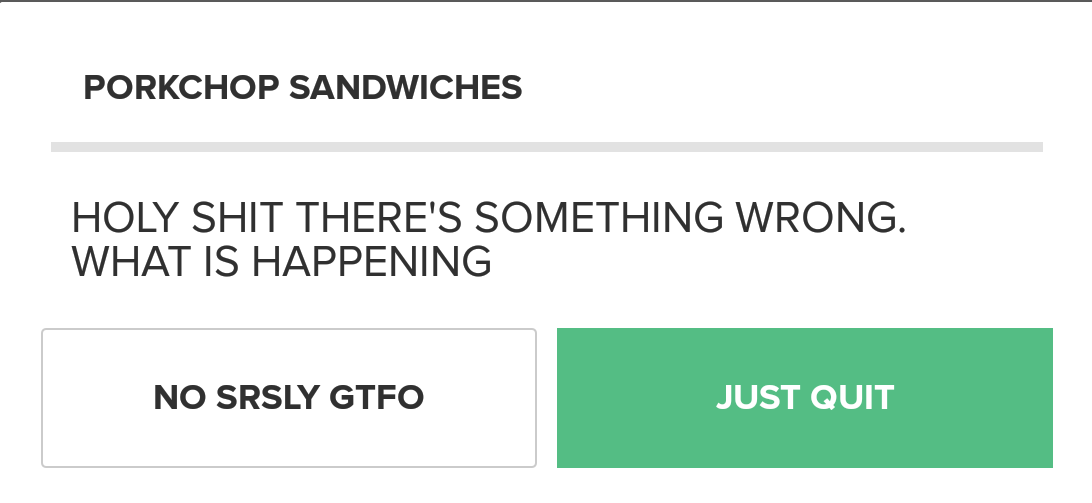 PORKCHOP SANDWICHES
HOLY SHIT THERE'S SOMETHING WRONG.
WHAT IS HAPPENING
NO SRSLY GTFO
JUST QUIT